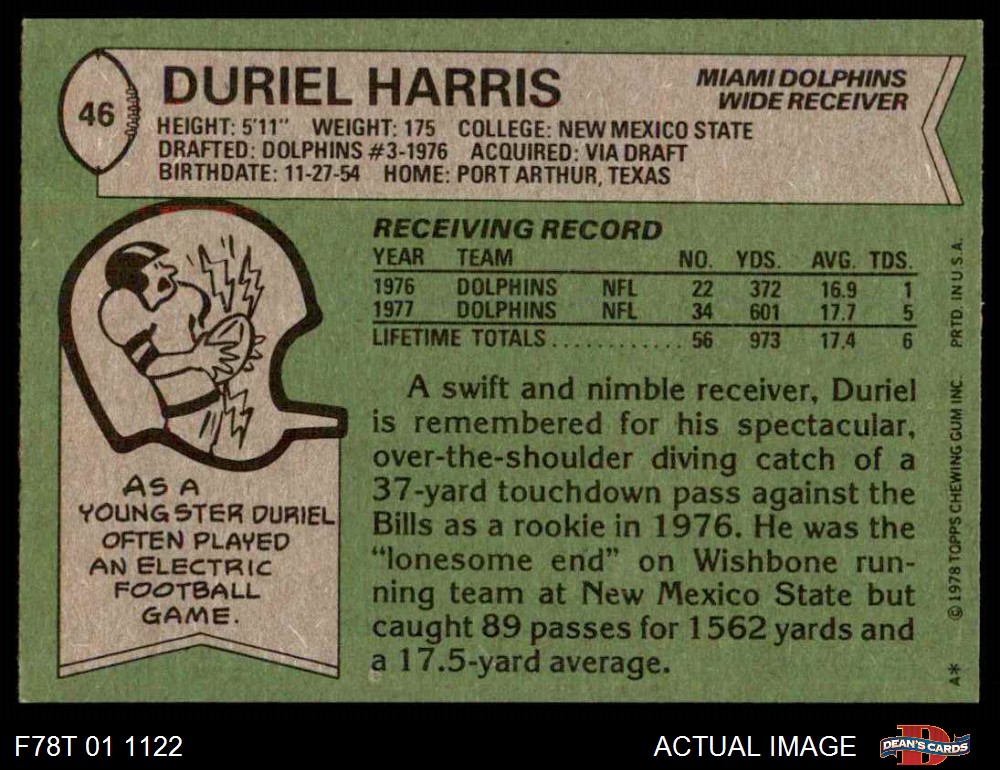 46
DURIEL HARRIS
MIAMI DOLPHINS
WIDE RECEIVER
HEIGHT: 5'11" WEIGHT: 175 COLLEGE: NEW MEXICO STATE
DRAFTED: DOLPHINS #3-1976 ACQUIRED: VIA DRAFT
BIRTHDATE: 11-27-54 HOME: PORT ARTHUR, TEXAS
RECEIVING RECORD
YEAR TEAM NO. YDS. AVG. TDS.
1976 DOLPHINS NFL 22 372 16.9 1
1977 DOLPHINS NFL 34 601 17.7 5
LIFETIME TOTALS............ 56 973 17.4 6
A swift and nimble receiver, Duriel
is remembered for his spectacular,
over-the-shoulder diving catch of a
37-yard touchdown pass against the
Bills as a rookie in 1976. He was the
"lonesome end" on Wishbone run-
ning team at New Mexico State but
caught 89 passes for 1562 yards and
a 17.5-yard average.
AS A
YOUNGSTER DURIEL
OFTEN PLAYED
AN ELECTRIC
FOOTBALL
GAME.
A* © 1978 TOPPS CHEWING GUM INC. PRTD. IN U.S.A.
F78T 01 1122
ACTUAL IMAGE
DEAN'S CARDS